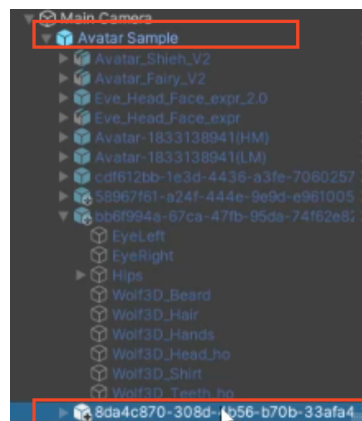 Main Camera
Avatar Sample
Avatar_Shieh_V2
Avatar_Fairy_V2
Eve_Head_Face_expr_2.0
Eve_Head_Face_expr
Avatar-1833138941(HM)
Avatar-1833138941(LM)
cdf612bb-1e3d-4436-a3fe-7060257
58967f61-a24f-444e-9e9d-e961005
bb6f994a-67ca-47fb-95da-74f62e82
EyeLeft
EyeRight
Hips
Wolf3D_Beard
Wolf3D_Hair
Wolf3D_Hands
Wolf3D_Head_ho
Wolf3D_Shirt
Wolf3D_Teeth_ho
8da4c870-308d-4b56-b70b-33afa4